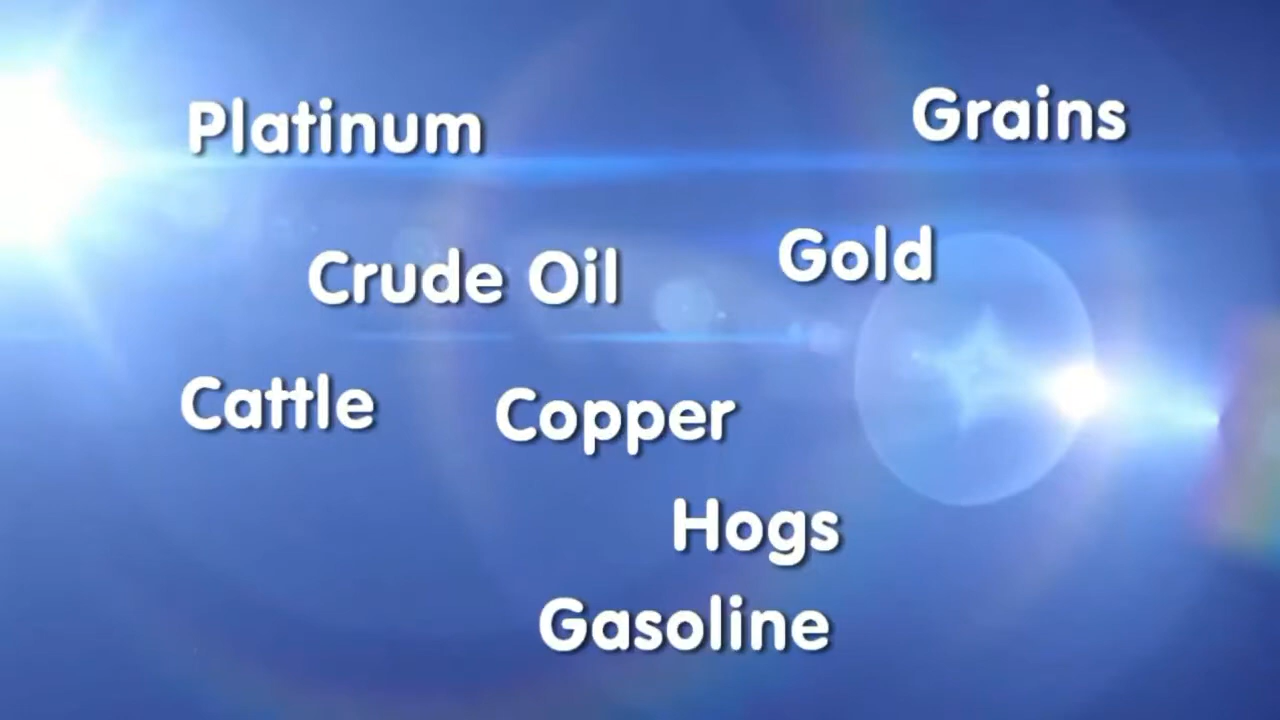 Platinum
Grains
Crude Oil
Gold
Cattle
Copper
Hogs
Gasoline